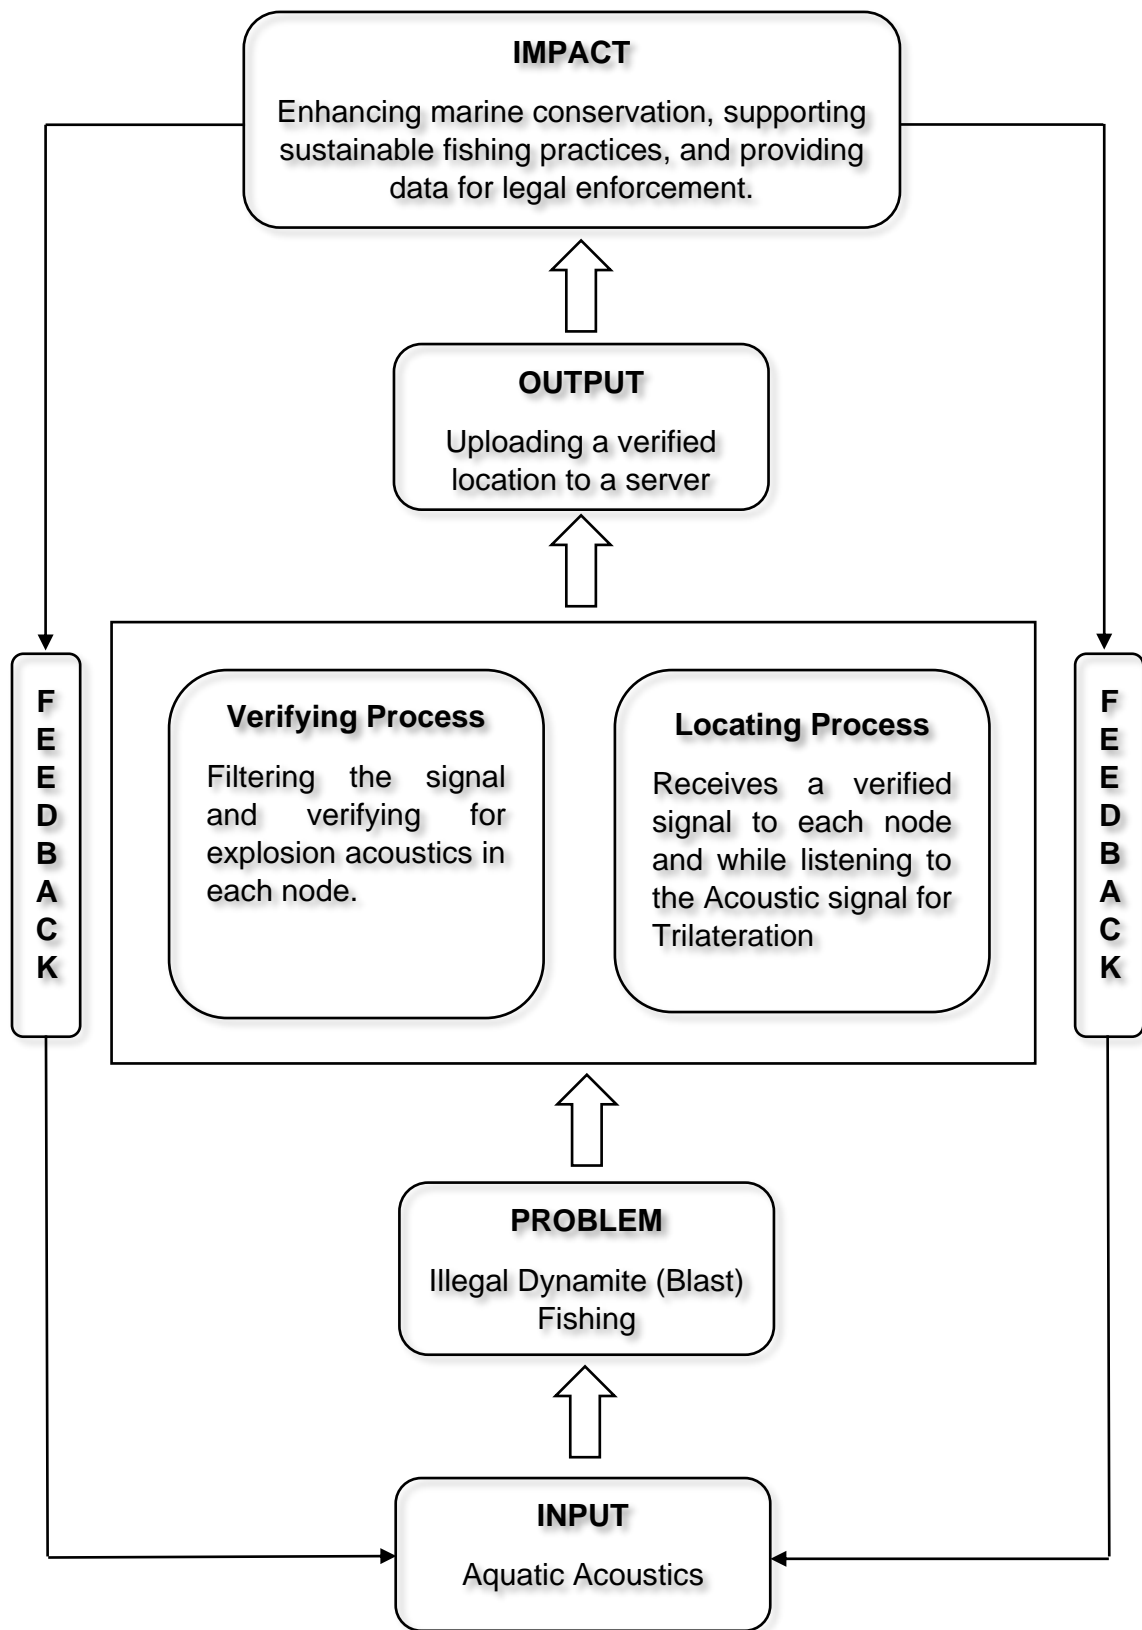 IMPACT
Enhancing marine conservation, supporting
sustainable fishing practices, and providing
data for legal enforcement.
OUTPUT
Uploading a verified
location to a server
F
E
E
D
B
A
C
K
Verifying Process
Filtering the signal
and verifying for
explosion acoustics in
each node.
Locating Process
Receives a verified
signal to each node
and while listening to
the Acoustic signal for
Trilateration
F
E
E
D
B
A
C
K
PROBLEM
Illegal Dynamite (Blast)
Fishing
INPUT
Aquatic Acoustics